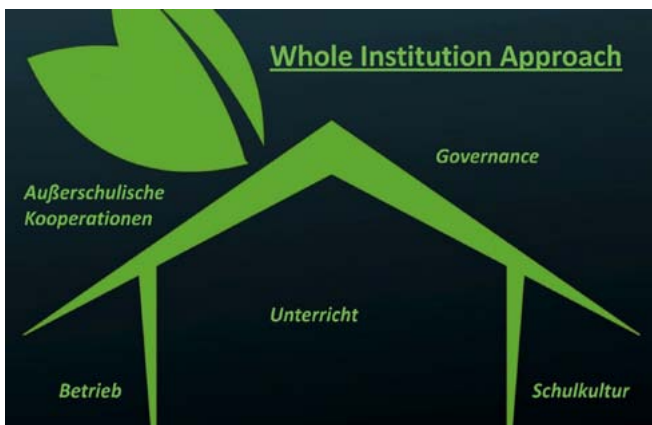 Whole Institution Approach
Governance
Außerschulische
Kooperationen
Unterricht
Betrieb
Schulkultur